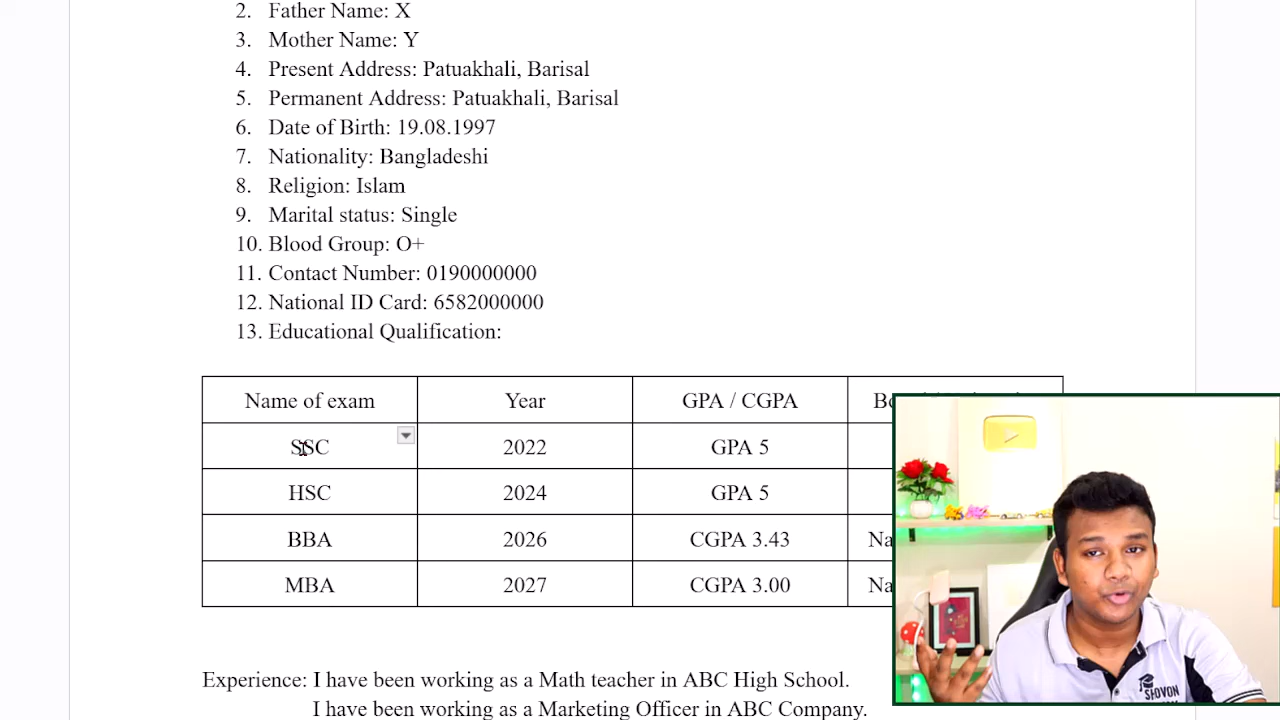 2. Father Name: X
3. Mother Name: Y
4. Present Address: Patuakhali, Barisal
5. Permanent Address: Patuakhali, Barisal
6. Date of Birth: 19.08.1997
7. Nationality: Bangladeshi
8. Religion: Islam
9. Marital status: Single
10. Blood Group: O+
11. Contact Number: 0190000000
12. National ID Card: 6582000000
13. Educational Qualification:
Name of exam Year GPA / CGPA
SSC 2022 GPA 5
HSC 2024 GPA 5
BBA 2026 CGPA 3.43
MBA 2027 CGPA 3.00
Experience: I have been working as a Math teacher in ABC High School.
I have been working as a Marketing Officer in ABC Company.
SHOVON